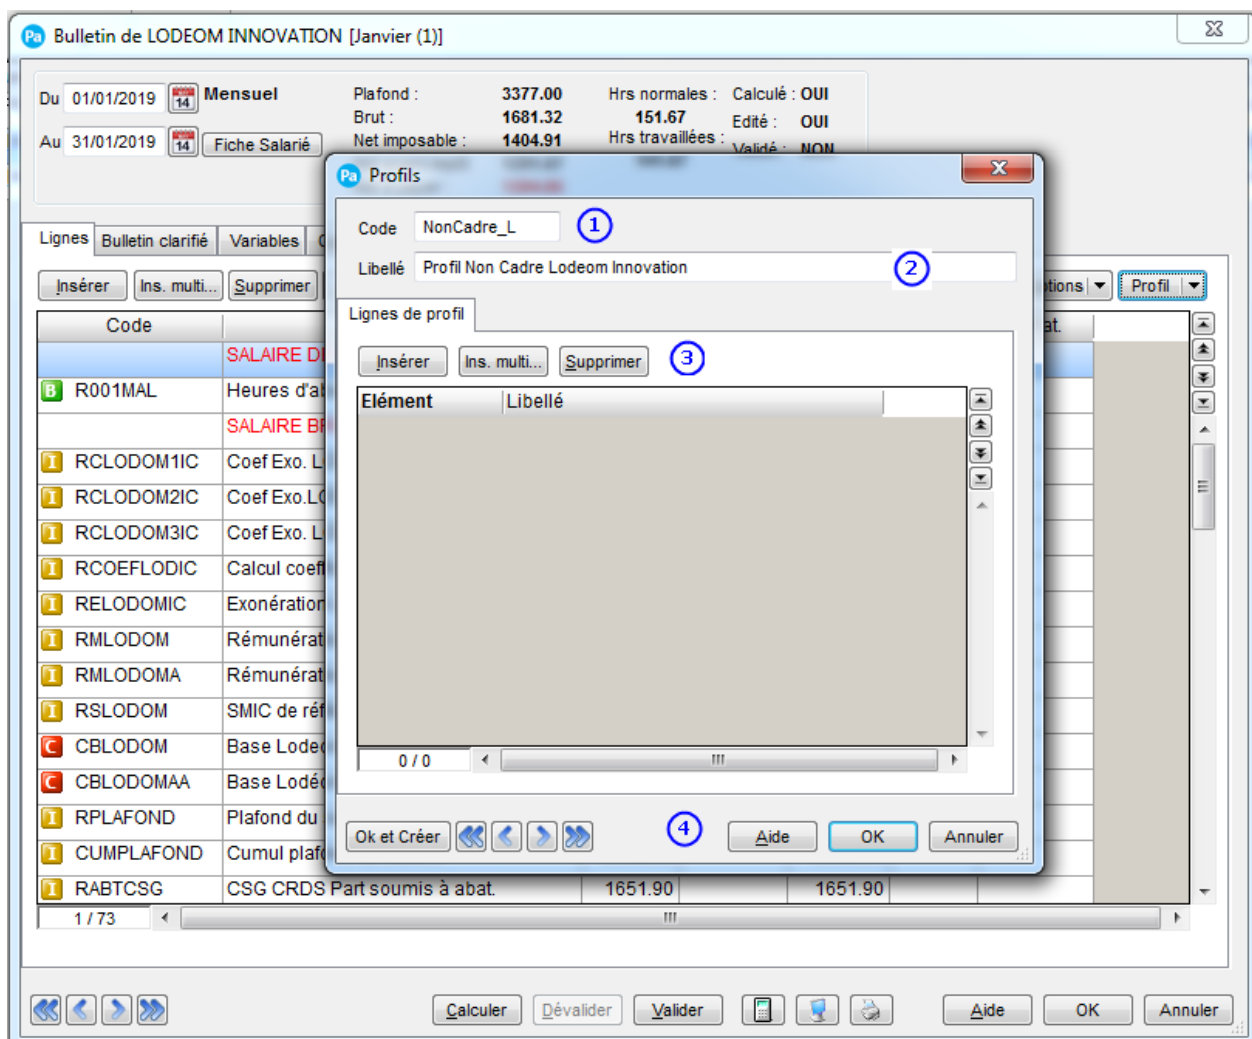 Pa Bulletin de LODEOM INNOVATION [Janvier (1)]
Du 01/01/2019 14 Mensuel Plafond : 3377.00 Hrs normales : Calculé : OUI
Brut : 1681.32 151.67 Edité : OUI
Au 31/01/2019 14 Fiche Salarié Net imposable : 1404.91 Hrs travaillées : Validé : NON
Pa Profils
Code NonCadre_L 1
Libellé Profil Non Cadre Lodeom Innovation 2
Lignes Bulletin clarifié Variables
Insérer Ins. multi... Supprimer tions Profil
Lignes de profil
Insérer Ins. multi... Supprimer 3
Elément Libellé
0 / 0
Ok et Créer 4 Aide OK Annuler
Code at.
SALAIRE D
B R001MAL Heures d'a
SALAIRE B
I RCLODOM1IC Coef Exo. L
I RCLODOM2IC Coef Exo.L
I RCLODOM3IC Coef Exo. L
I RCOEFLODIC Calcul coef
I RELODOMIC Exonération
I RMLODOM Rémunérat
I RMLODOMA Rémunérat
I RSLODOM SMIC de réf
C CBLODOM Base Lode
C CBLODOMAA Base Lodé
I RPLAFOND Plafond du
I CUMPLAFOND Cumul plaf
I RABTCSG CSG CRDS Part soumis à abat. 1651.90 1651.90
1 / 73
Calculer Dévalider Valider Aide OK Annuler